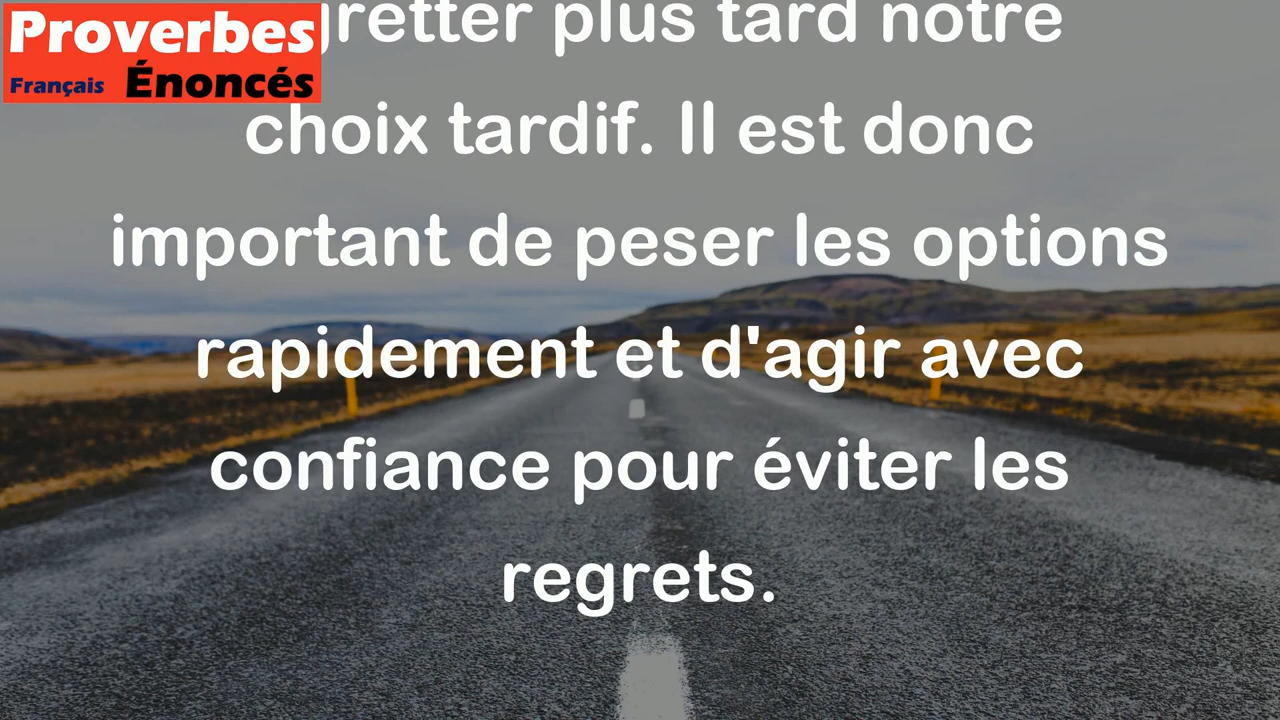 Proverbes
Français Énoncés
plus tard notre
choix tardif. Il est donc
important de peser les options
rapidement et d'agir avec
confiance pour éviter les
regrets.